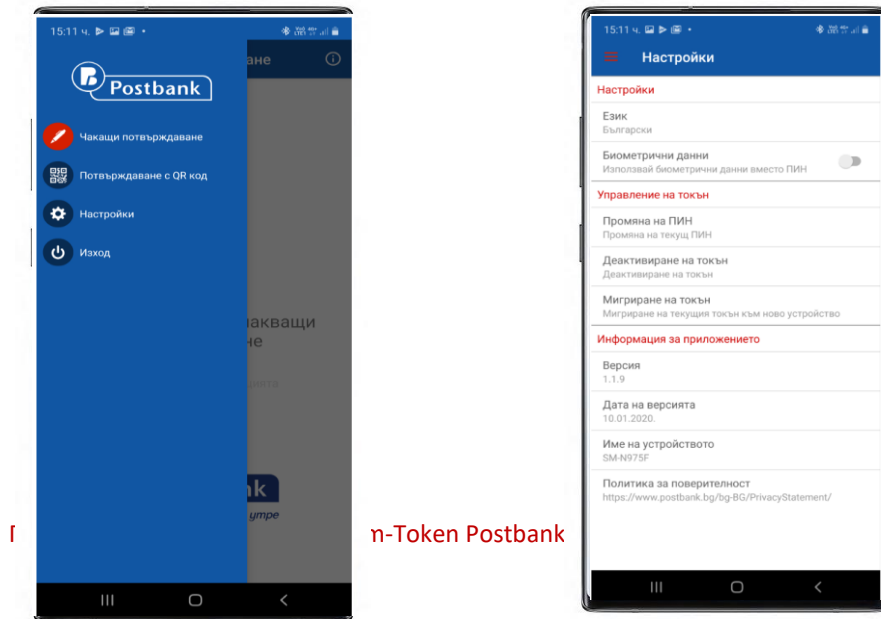 15:11 ч.
ане
Postbank
Чакащи потвърждаване
Потвърждаване с QR код
Настройки
Изход
акващи
не
nk
утре
m-Token Postbank
15:11 ч.
Настройки
Настройки
Език
Български
Биометрични данни
Използвай биометрични данни вместо ПИН
Управление на токън
Промяна на ПИН
Промяна на текущ ПИН
Деактивиране на токън
Деактивиране на токън
Мигриране на токън
Мигриране на текущия токън към ново устройство
Информация за приложението
Версия
1.1.9
Дата на версията
10.01.2020.
Име на устройството
SM-N975F
Политика за поверителност
https://www.postbank.bg/bg-BG/PrivacyStatement/